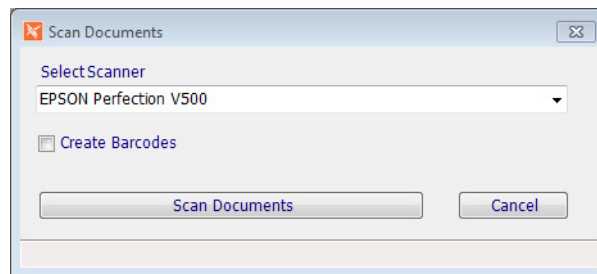 Scan Documents
Select Scanner
EPSON Perfection V500
Create Barcodes
Scan Documents Cancel